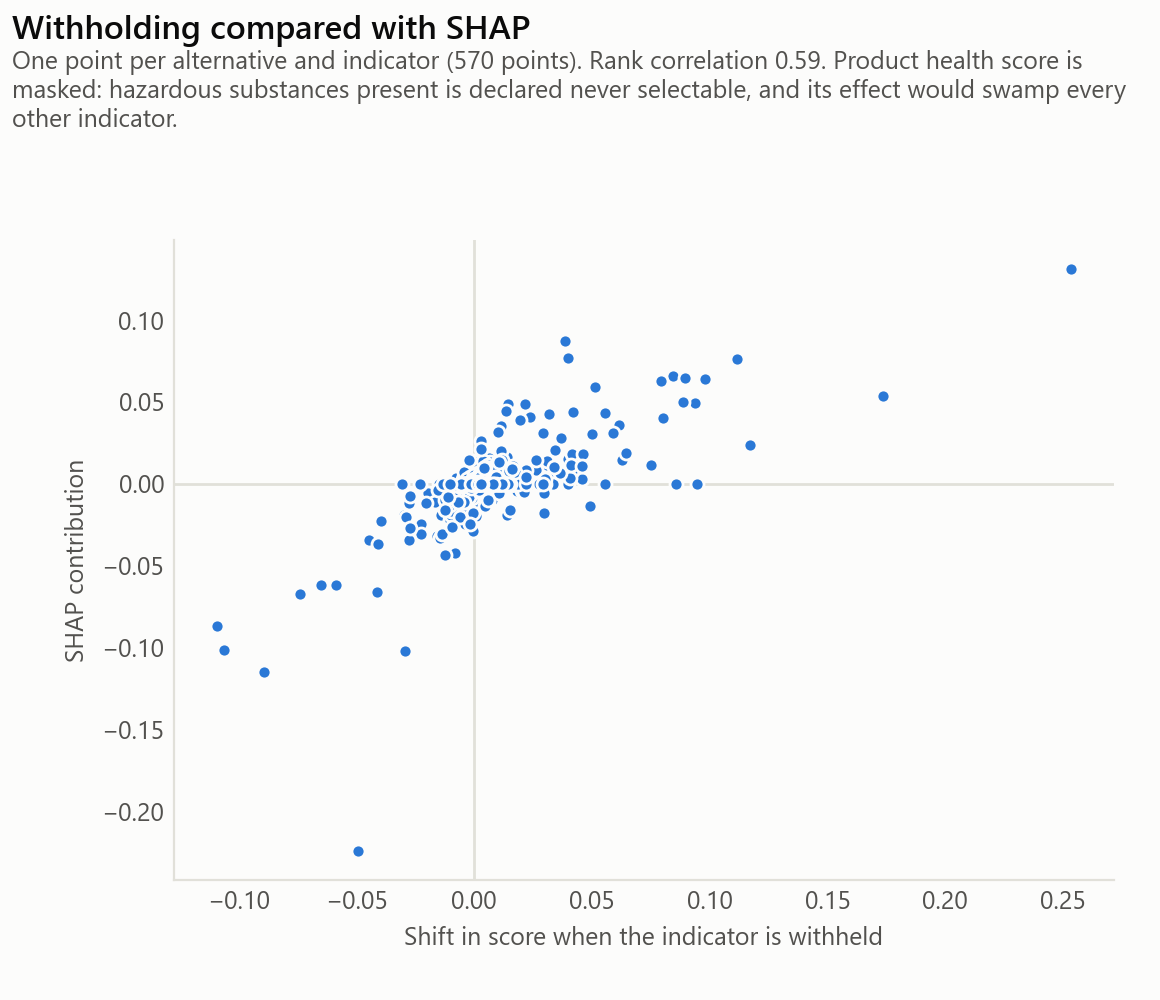 Withholding compared with SHAP
One point per alternative and indicator (570 points). Rank correlation 0.59. Product health score is
masked: hazardous substances present is declared never selectable, and its effect would swamp every
other indicator.
0.10
0.05
0.00
−0.05
−0.10
−0.15
−0.20
SHAP contribution
−0.10 −0.05 0.00 0.05 0.10 0.15 0.20 0.25
Shift in score when the indicator is withheld